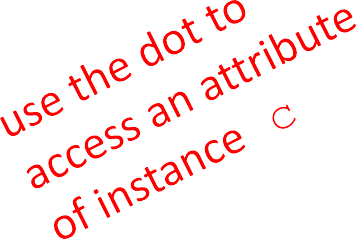 use the dot to
access an attribute
of instance c